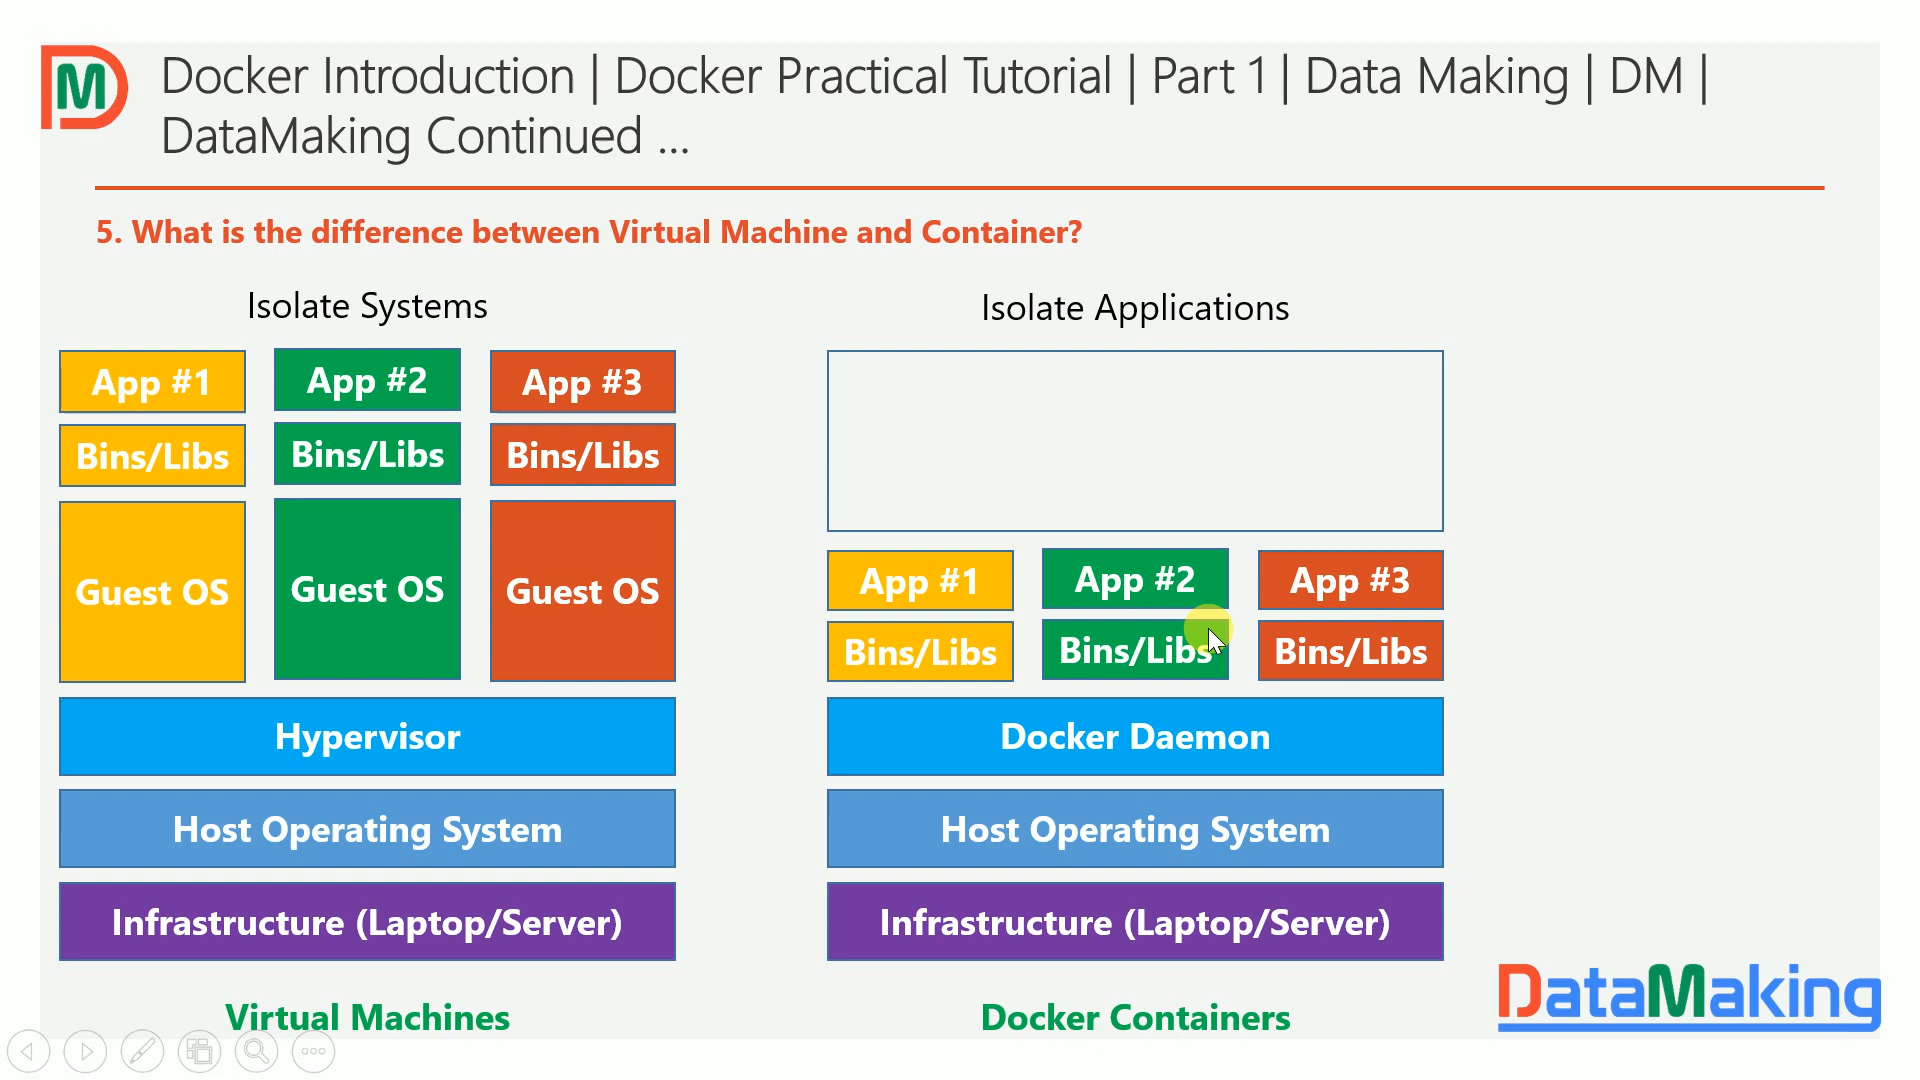 DM
Docker Introduction | Docker Practical Tutorial | Part 1 | Data Making | DM |
DataMaking Continued ...
5. What is the difference between Virtual Machine and Container?
Isolate Systems
App #1
App #2
App #3
Bins/Libs
Bins/Libs
Bins/Libs
Guest OS
Guest OS
Guest OS
Hypervisor
Host Operating System
Infrastructure (Laptop/Server)
Virtual Machines
Isolate Applications
App #1
App #2
App #3
Bins/Libs
Bins/Libs
Bins/Libs
Docker Daemon
Host Operating System
Infrastructure (Laptop/Server)
Docker Containers
DataMaking